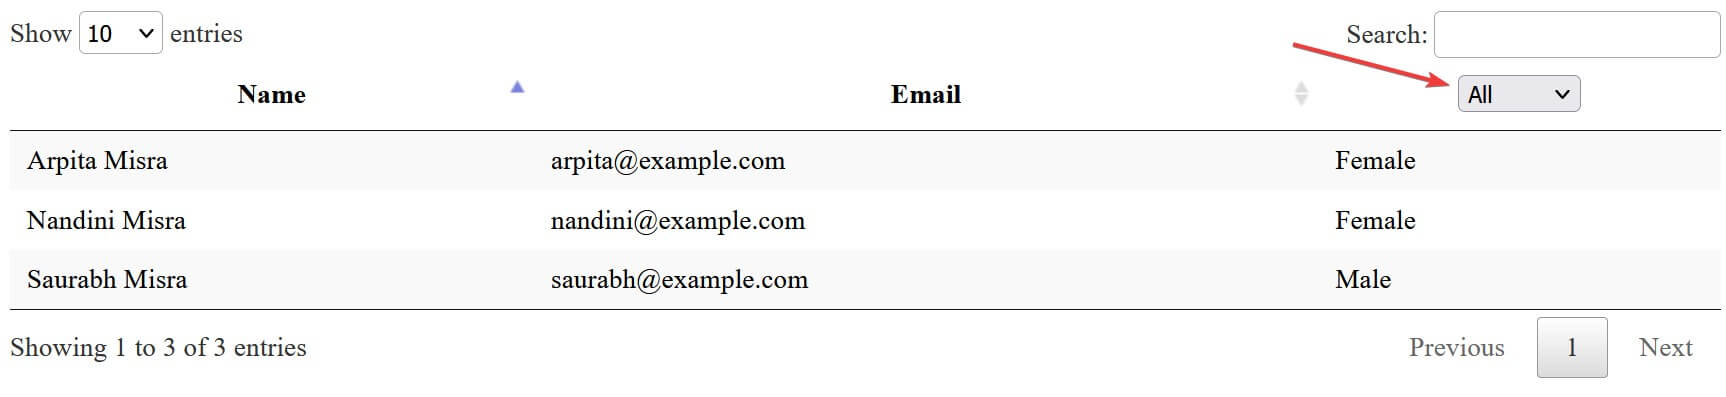 Show 10 entries Search:
Name Email All
Arpita Misra arpita@example.com Female
Nandini Misra nandini@example.com Female
Saurabh Misra saurabh@example.com Male
Showing 1 to 3 of 3 entries Previous 1 Next